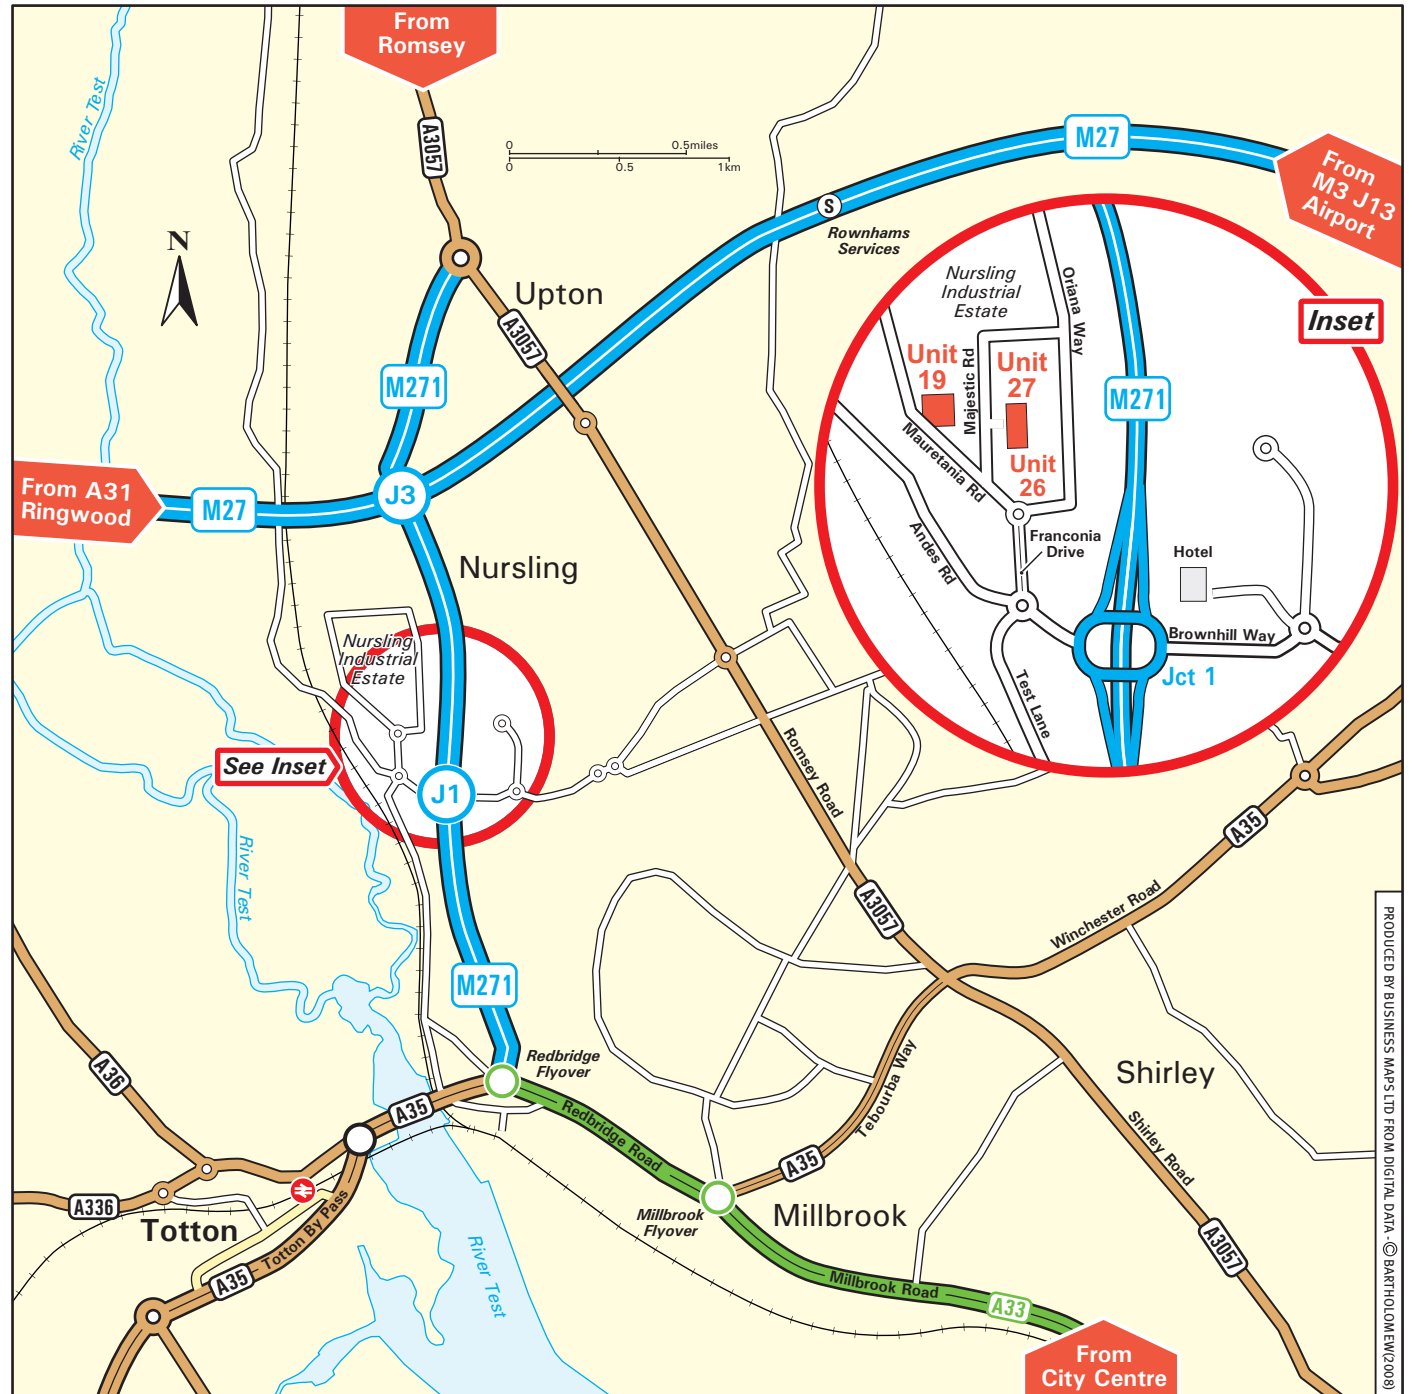 From
Romsey
A3057
0
0.5miles
0
0.5
1km
M27
From
M3 J13
Airport
River Test
N
S
Rownhams
Services
Upton
A3057
M271
Inset
Nursling
Industrial
Estate
Oriana Way
Majestic Rd
Unit
19
Unit
27
Unit
26
M271
Mauretania Rd
Andes Rd
Franconia
Drive
Hotel
Brownhill Way
Jct 1
Test Lane
From A31
Ringwood
M27
J3
Nursling
Nursling
Industrial
Estate
See Inset
J1
Romsey Road
A35
River Test
A3057
Winchester Road
M271
Redbridge
Flyover
Tebourba Way
Shirley
A36
A35
Redbridge Road
Shirley Road
A35
A336
Totton
Totton By Pass
A35
Millbrook
Flyover
Millbrook
River Test
Millbrook Road
A33
A3057
From
City Centre
PRODUCED BY BUSINESS MAPS LTD FROM DIGITAL DATA - © BARTHOLOMEW(2008)